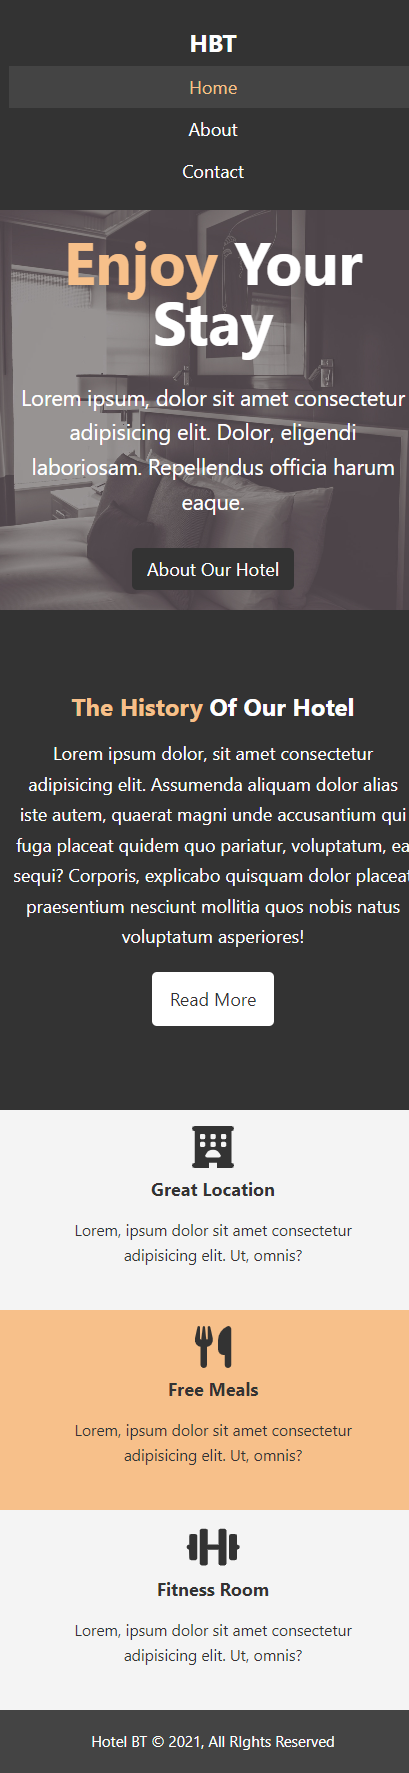 HBT
Home
About
Contact
Enjoy Your
Stay
Lorem ipsum, dolor sit amet consectetur
adipisicing elit. Dolor, eligendi
laboriosam. Repellendus officia harum
eaque.
About Our Hotel
The History Of Our Hotel
Lorem ipsum dolor, sit amet consectetur
adipisicing elit. Assumenda aliquam dolor alias
iste autem, quaerat magni unde accusantium qui
fuga placeat quidem quo pariatur, voluptatum, ea
sequi? Corporis, explicabo quisquam dolor placeat
praesentium nesciunt mollitia quos nobis natus
voluptatum asperiores!
Read More
Great Location
Lorem, ipsum dolor sit amet consectetur
adipisicing elit. Ut, omnis?
Free Meals
Lorem, ipsum dolor sit amet consectetur
adipisicing elit. Ut, omnis?
Fitness Room
Lorem, ipsum dolor sit amet consectetur
adipisicing elit. Ut, omnis?
Hotel BT © 2021, All RIghts Reserved